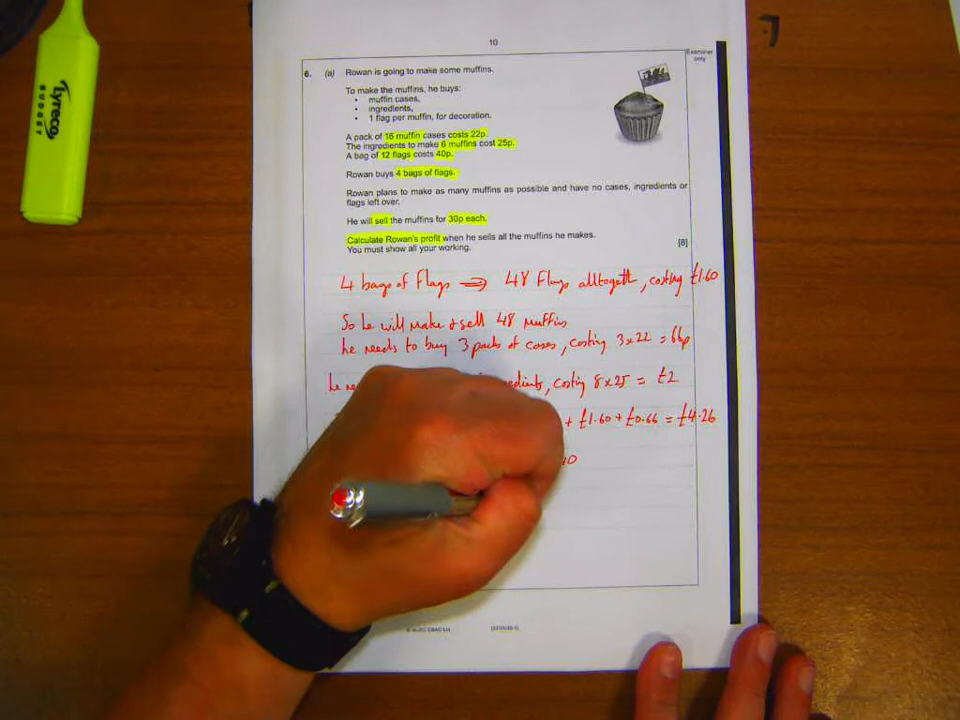 Lyreco
BUDGET
10
Examiner
only
6. (a) Rowan is going to make some muffins.
To make the muffins, he buys:
• muffin cases,
• ingredients,
• 1 flag per muffin, for decoration.
A pack of 16 muffin cases costs 22p.
The ingredients to make 6 muffins cost 25p.
A bag of 12 flags costs 40p.
Rowan buys 4 bags of flags.
Rowan plans to make as many muffins as possible and have no cases, ingredients or
flags left over.
He will sell the muffins for 30p each.
Calculate Rowan's profit when he sells all the muffins he makes.
You must show all your working. [8]
4 bags of flags ⟹ 48 Flags alltogeth, costing £1.60
So he will make & sell 48 muffins
he needs to buy 3 packs of cases, costing 3×22 = 66p
he costing 8×25 = £2
+ £1.60 + £0.66 = £4.26